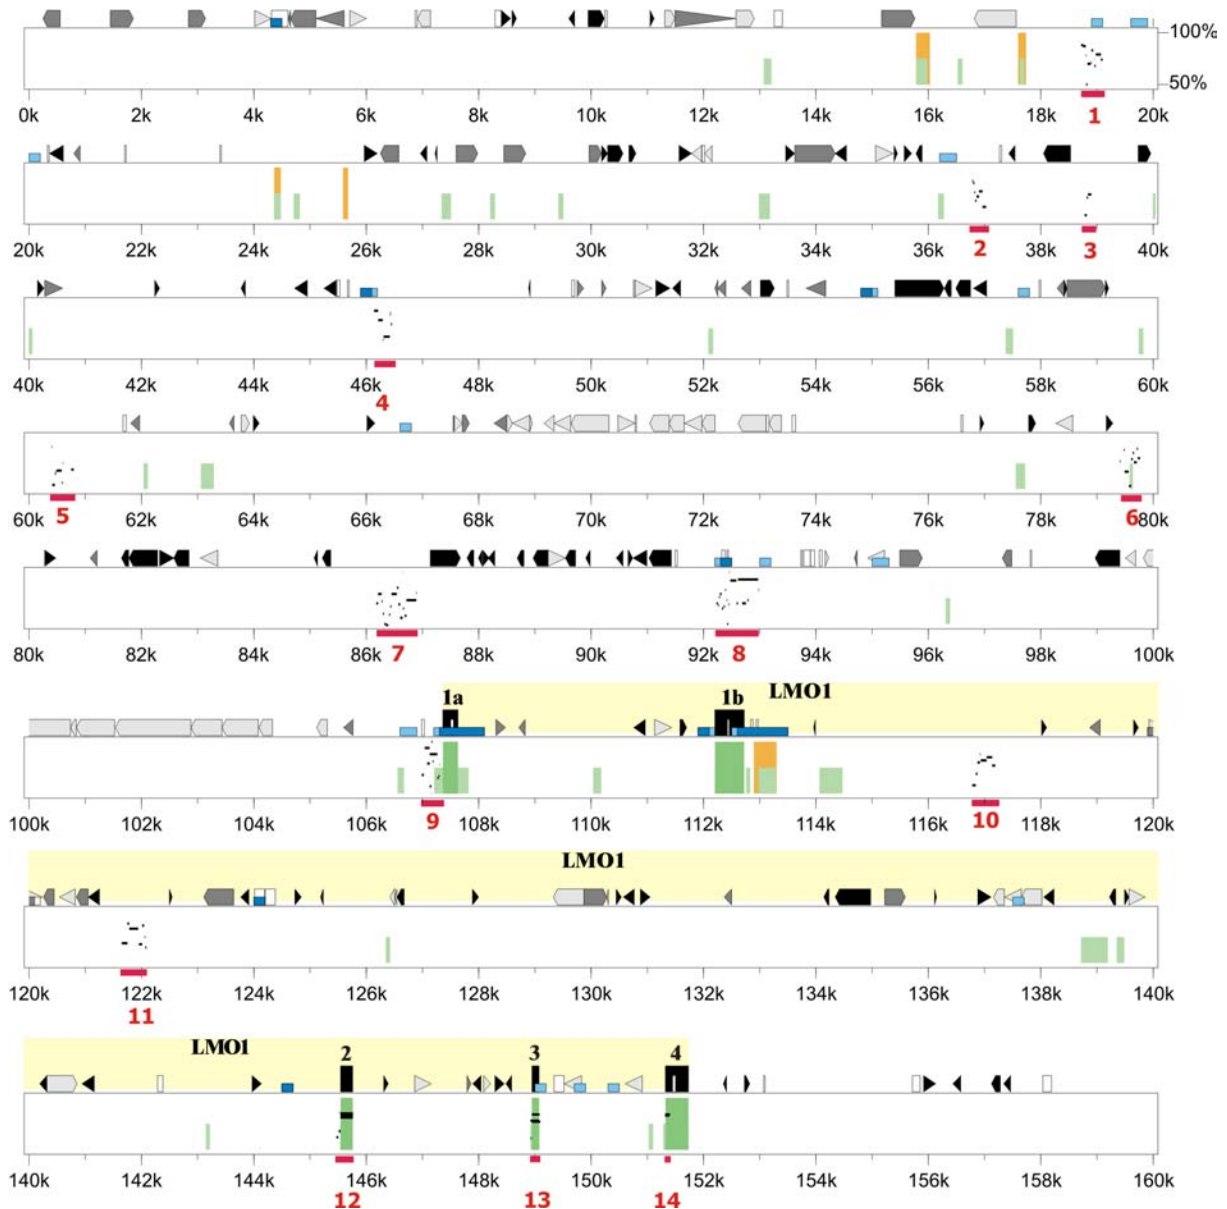 100%
50%
0k 2k 4k 6k 8k 10k 12k 14k 16k 18k 20k
1
20k 22k 24k 26k 28k 30k 32k 34k 36k 38k 40k
2 3
40k 42k 44k 46k 48k 50k 52k 54k 56k 58k 60k
4
60k 62k 64k 66k 68k 70k 72k 74k 76k 78k 80k
5 6
80k 82k 84k 86k 88k 90k 92k 94k 96k 98k 100k
7 8
1a 1b LMO1
100k 102k 104k 106k 108k 110k 112k 114k 116k 118k 120k
9 10
LMO1
120k 122k 124k 126k 128k 130k 132k 134k 136k 138k 140k
11
LMO1 2 3 4
140k 142k 144k 146k 148k 150k 152k 154k 156k 158k 160k
12 13 14